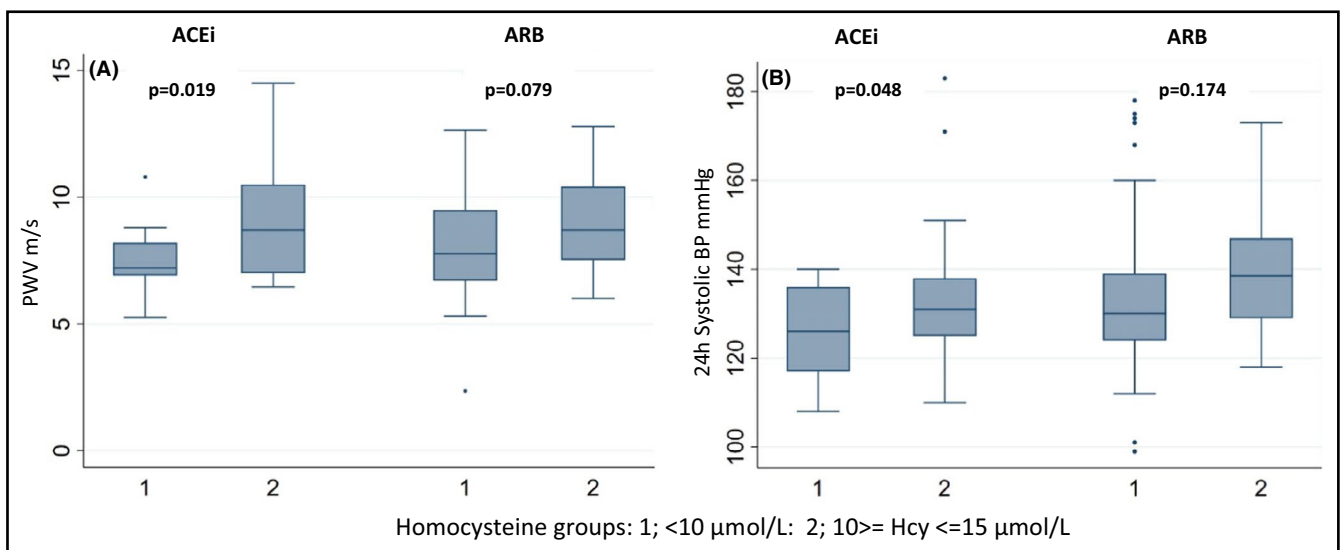 ACEi ARB
(A)
p=0.019 p=0.079
15
10
5
0
PWV m/s
1 2 1 2
ACEi ARB
(B)
p=0.048 p=0.174
180
160
140
120
100
24h Systolic BP mmHg
1 2 1 2
Homocysteine groups: 1; <10 µmol/L: 2; 10>= Hcy <=15 µmol/L